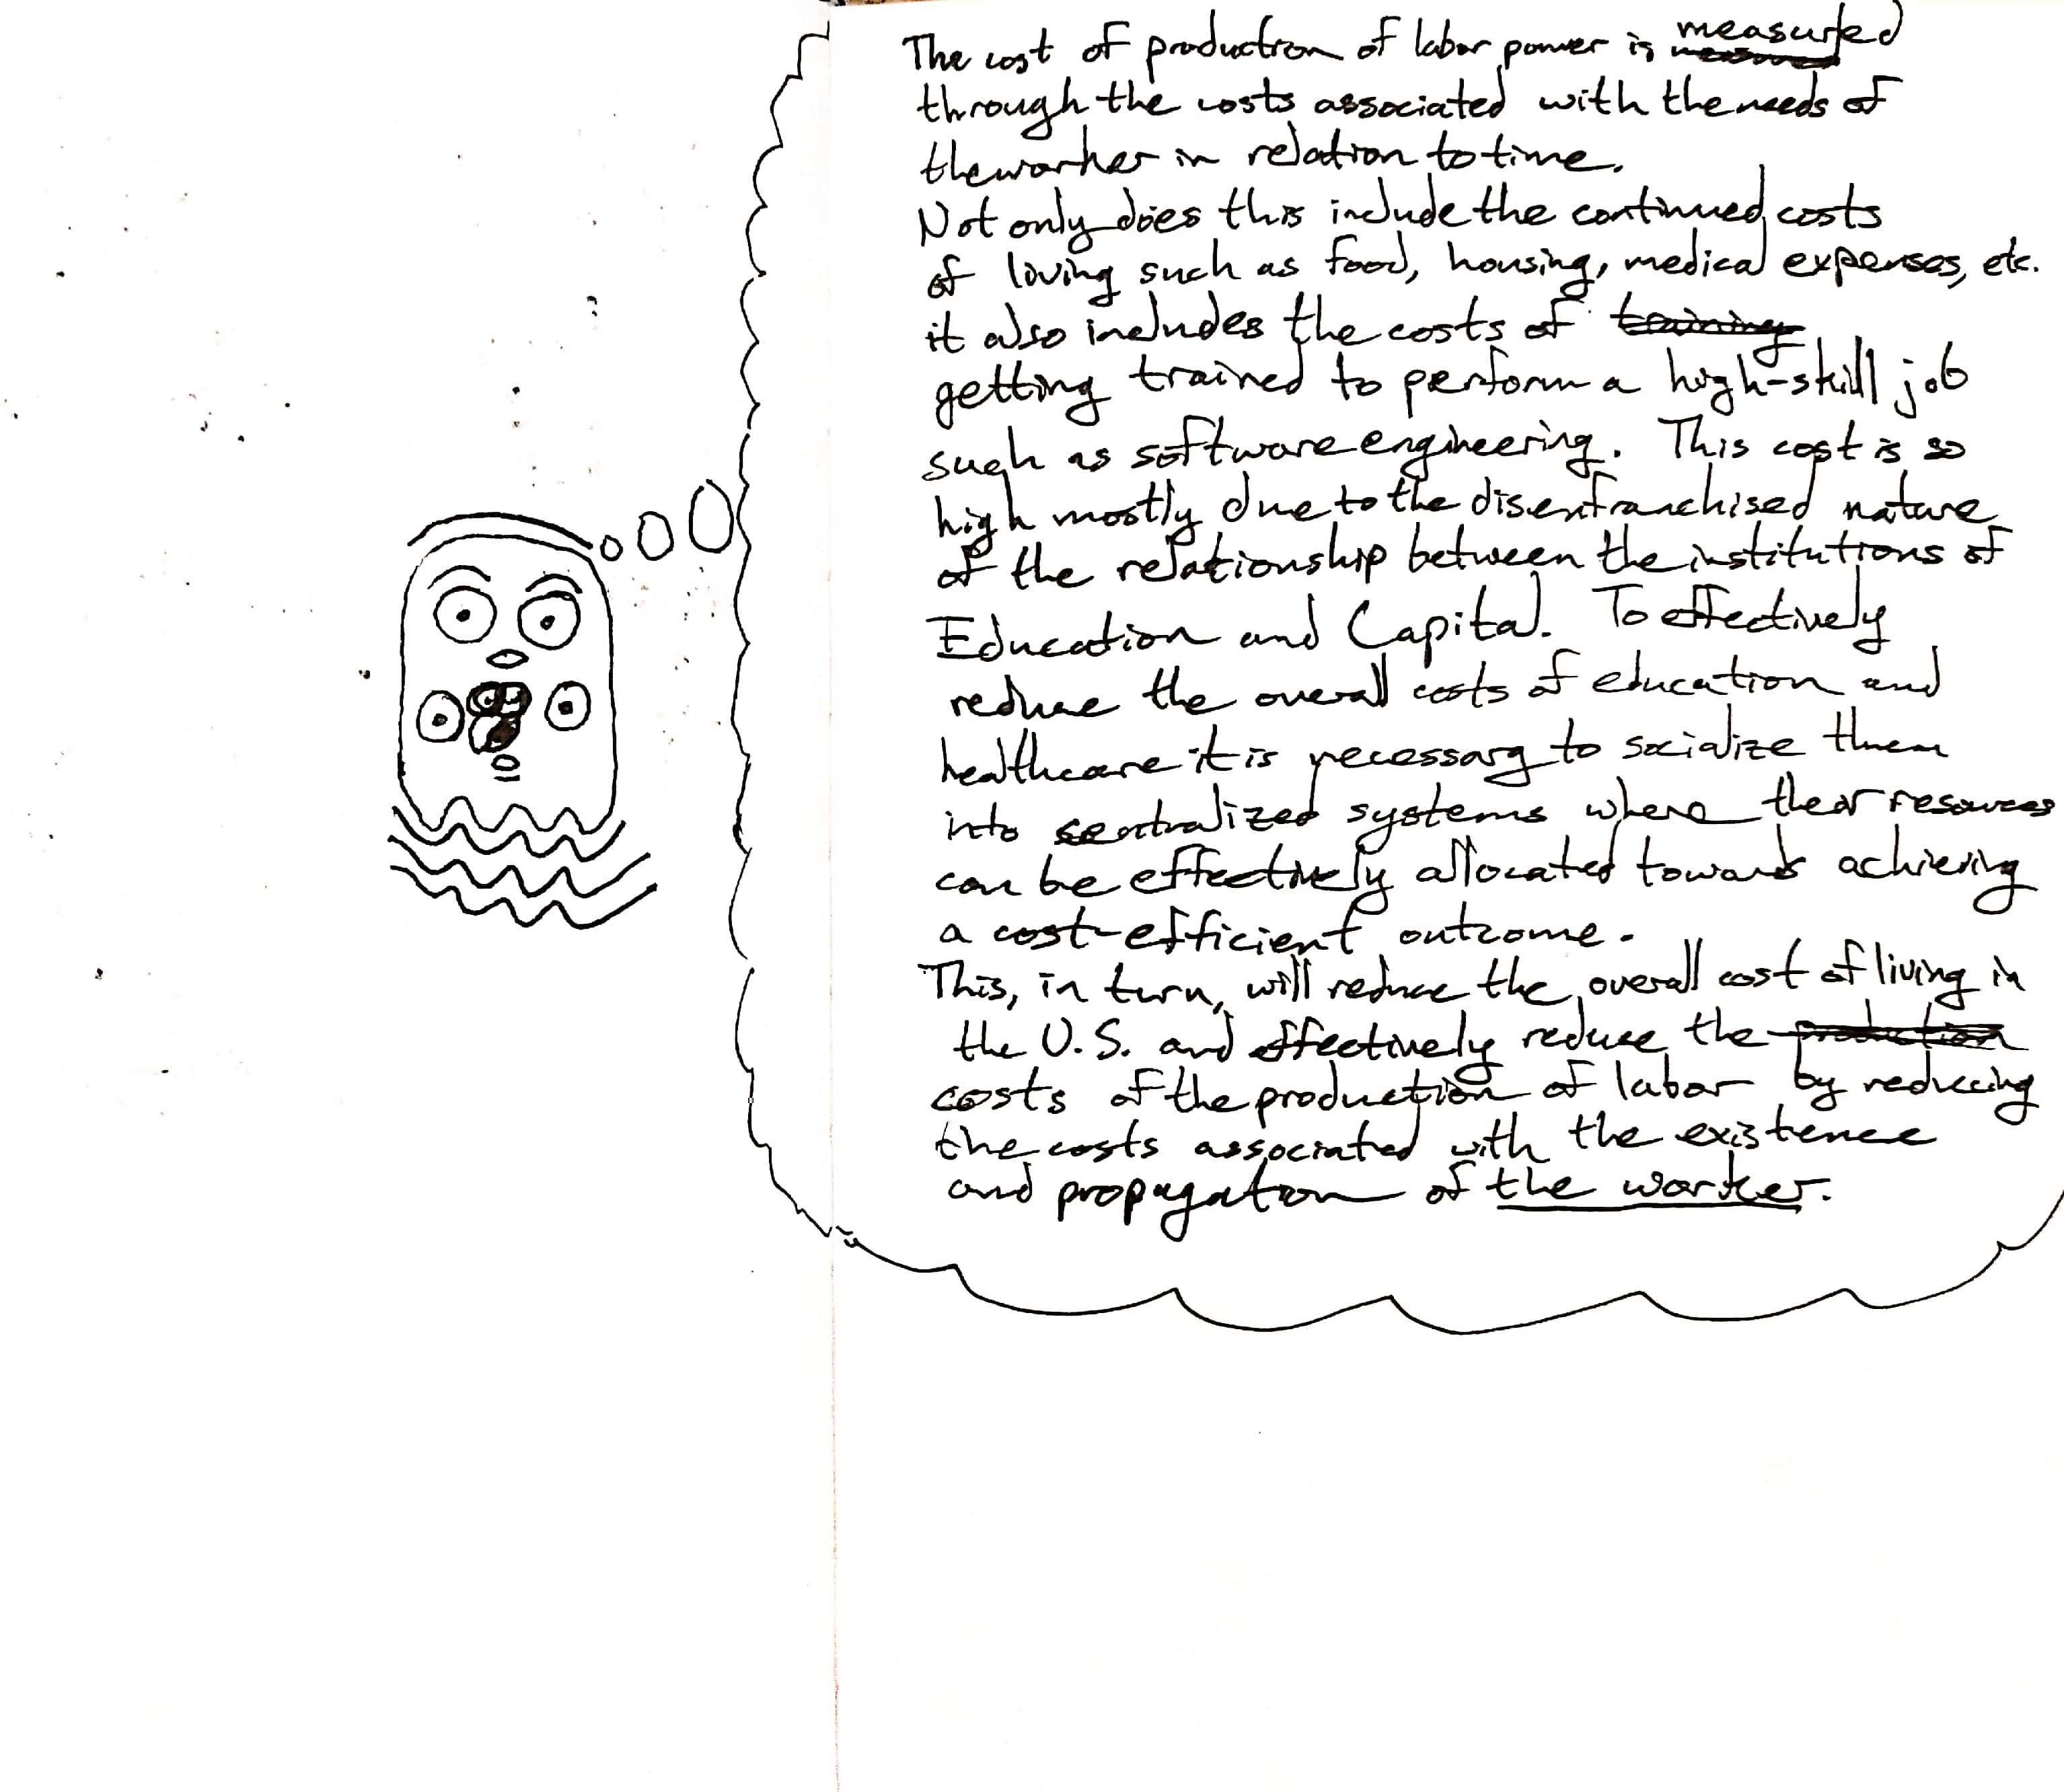 The cost of production of labor power is measured
through the costs associated with the needs of
the worker in relation to time.
Not only does this include the continued costs
of living such as food, housing, medical expenses, etc.
it also includes the costs of training
getting trained to perform a high-skill job
such as software engineering. This cost is so
high mostly due to the disenfranchised nature
of the relationship between the institutions of
Education and Capital. To effectively
reduce the overall costs of education and
healthcare it is necessary to socialize them
into sentralized systems where their resources
can be effectively allocated towards achieving
a cost-efficient outcome.
This, in turn, will reduce the overall cost of living in
the U.S. and effectively reduce the production
costs of the production of labor by reducing
the costs associated with the existence
and propagation of the worker.